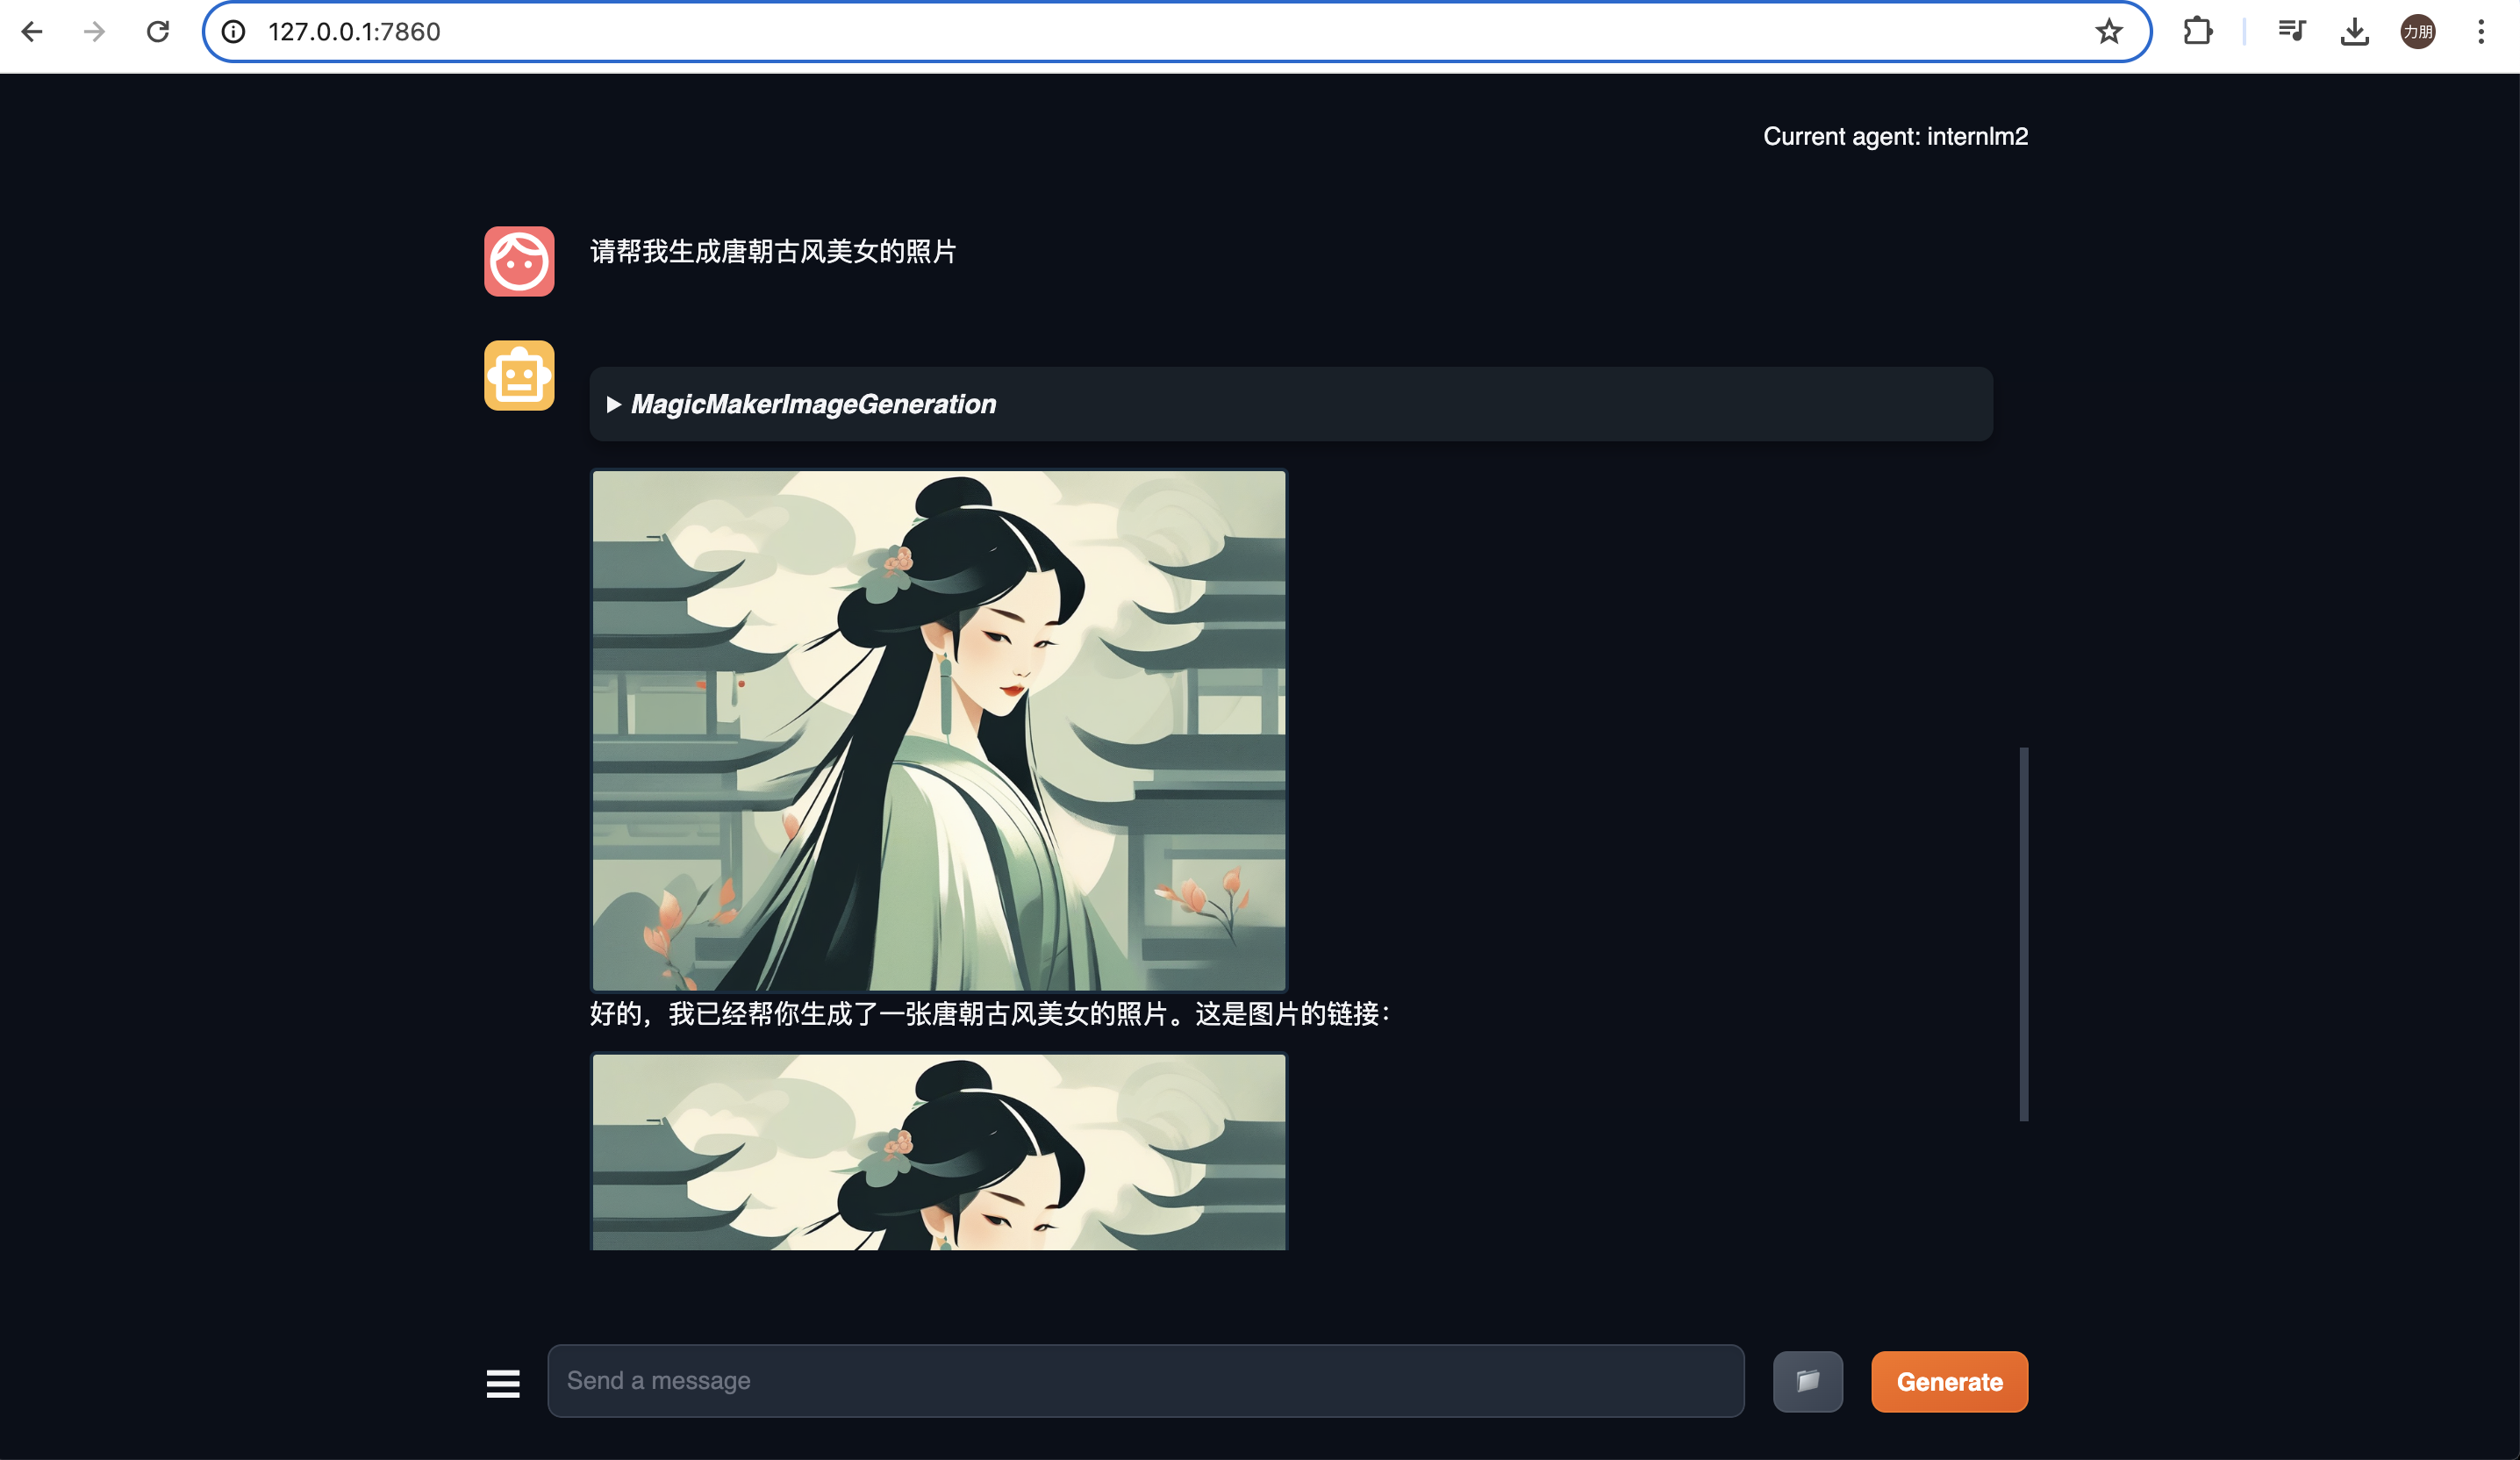 127.0.0.1:7860
力朋
Current agent: internlm2
请帮我生成唐朝古风美女的照片
MagicMakerImageGeneration
好的，我已经帮你生成了一张唐朝古风美女的照片。这是图片的链接：
Send a message
Generate